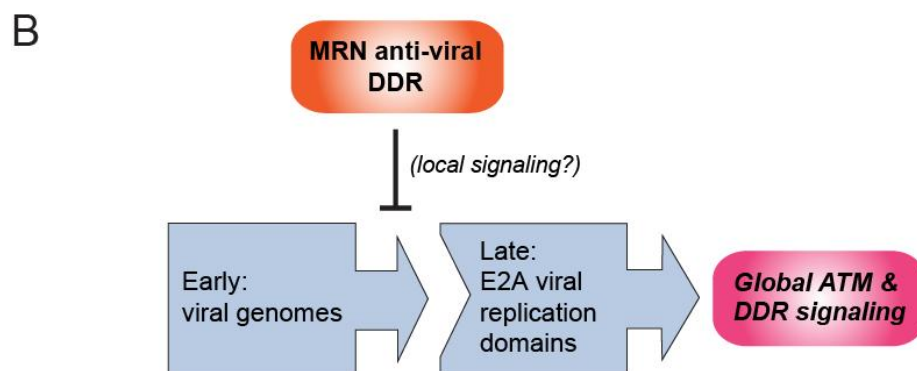 B
MRN anti-viral
DDR
(local signaling?)
Early:
viral genomes
Late:
E2A viral
replication
domains
Global ATM &
DDR signaling